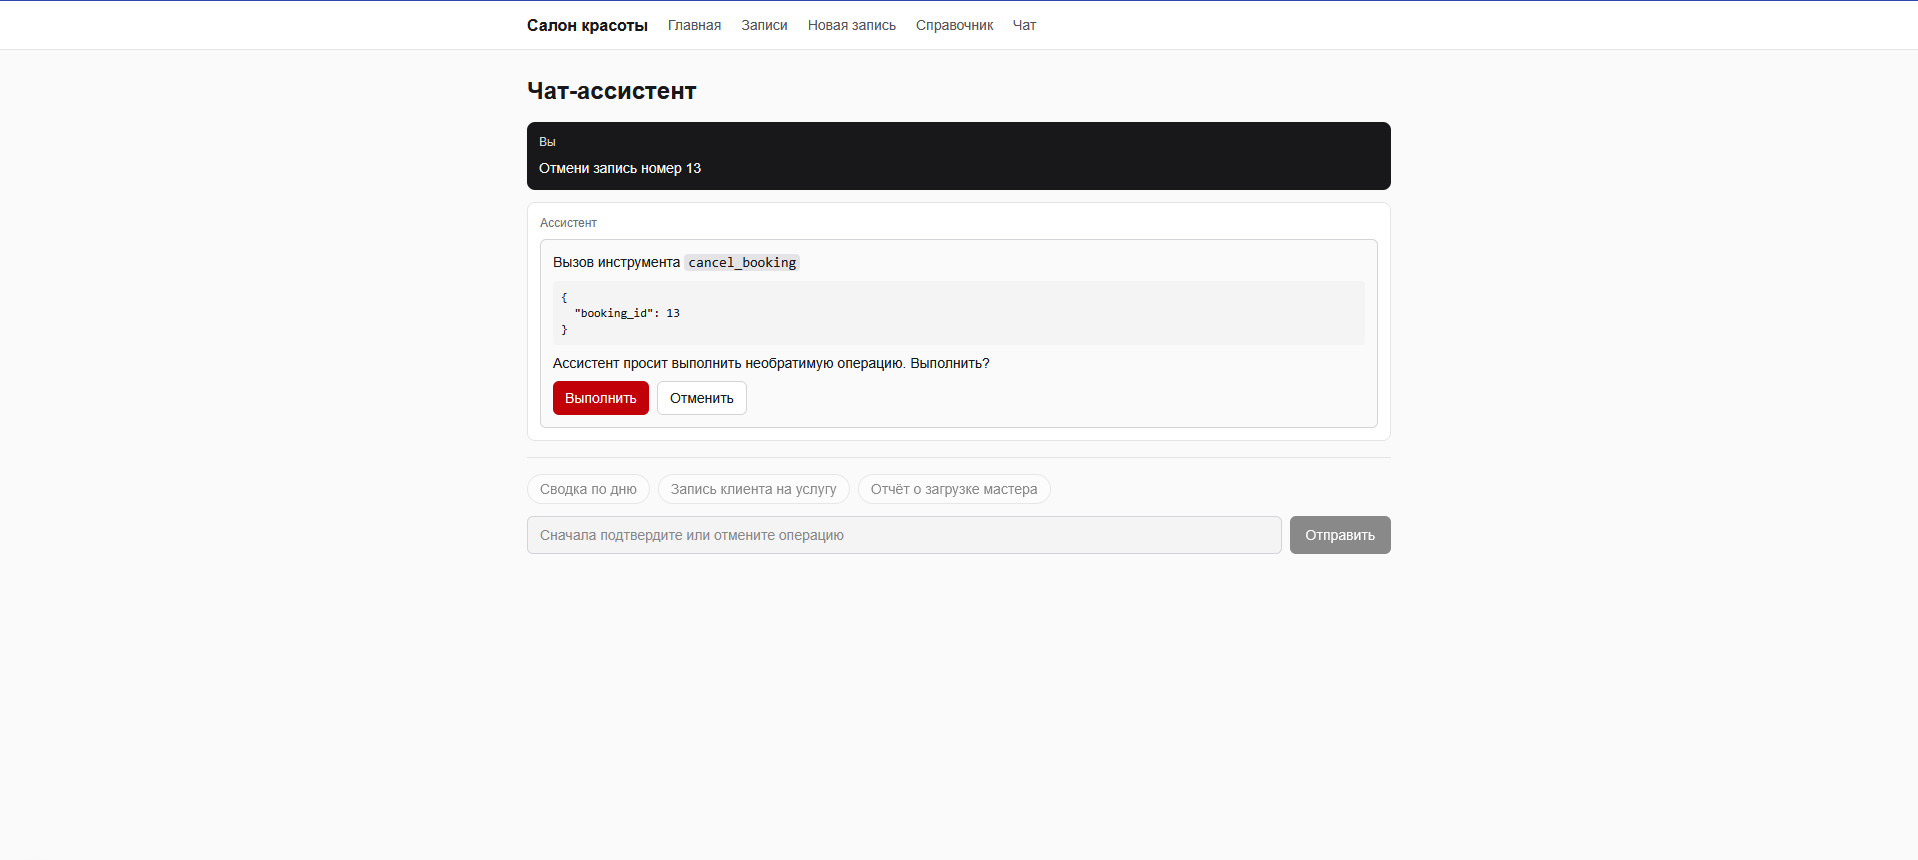 Салон красоты Главная Записи Новая запись Справочник Чат
Чат-ассистент
Вы
Отмени запись номер 13
Ассистент
Вызов инструмента cancel_booking
{
"booking_id": 13
}
Ассистент просит выполнить необратимую операцию. Выполнить?
Выполнить Отменить
Сводка по дню Запись клиента на услугу Отчёт о загрузке мастера
Сначала подтвердите или отмените операцию Отправить